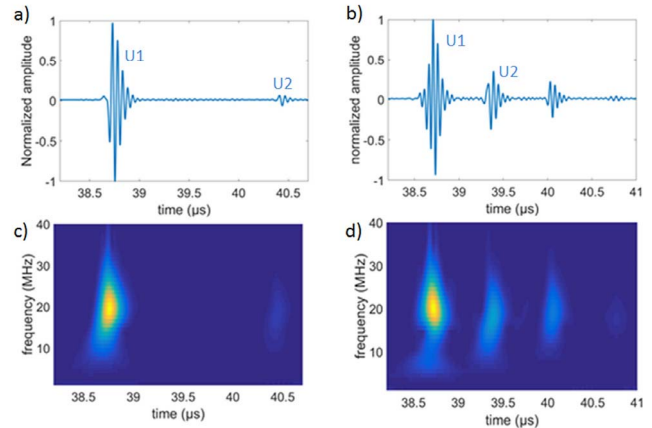 a)
U1
U2
Normalized amplitude
1
0.5
0
-0.5
-1
38.5 39 39.5 40 40.5
time (µs)
b)
U1
U2
normalized amplitude
1
0.5
0
-0.5
-1
38.5 39 39.5 40 40.5 41
time (µs)
c)
frequency (MHz)
40
30
20
10
38.5 39 39.5 40 40.5
time (µs)
d)
frequency (MHz)
40
30
20
10
38.5 39 39.5 40 40.5 41
time (µs)